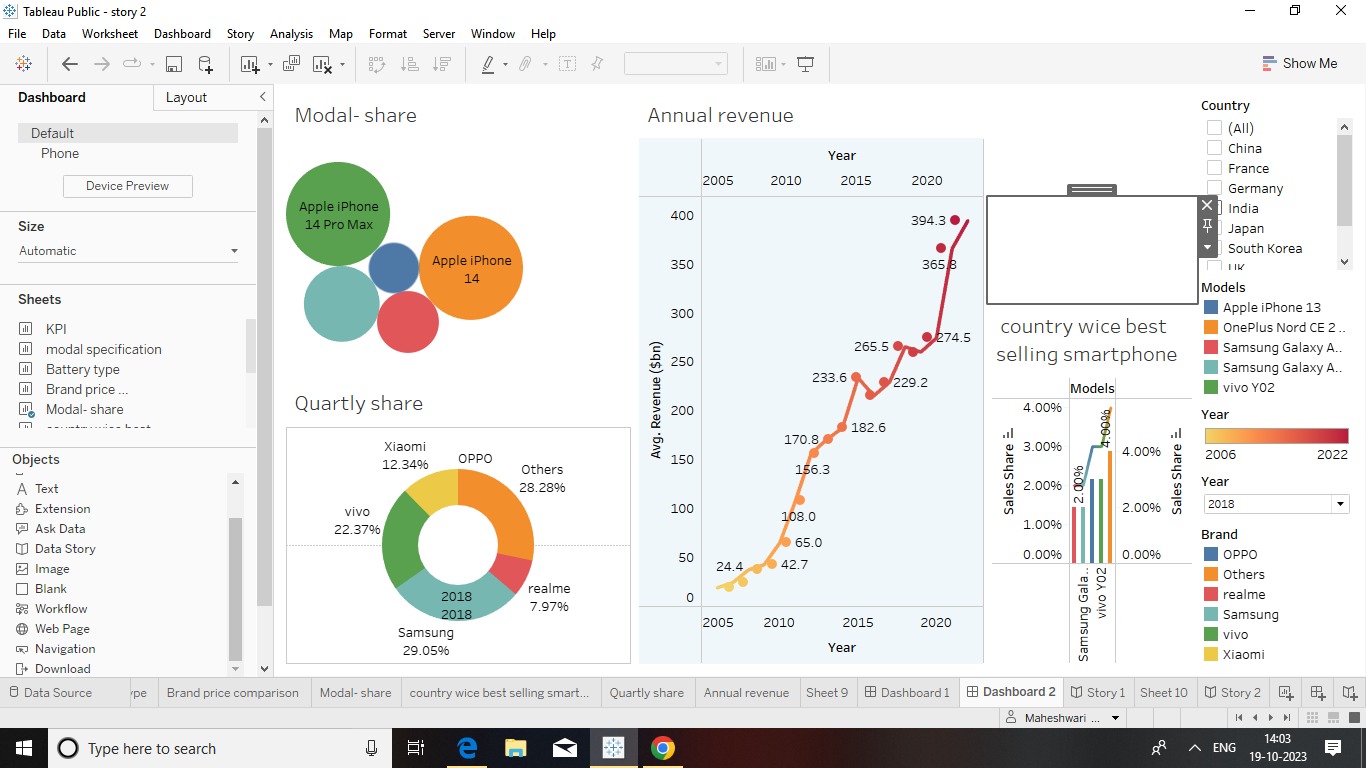 Tableau Public - story 2
File Data Worksheet Dashboard Story Analysis Map Format Server Window Help
Show Me
Dashboard Layout
Default
Phone
Device Preview
Size
Automatic
Sheets
KPI
modal specification
Battery type
Brand price ...
Modal- share
Objects
Text
Extension
Ask Data
Data Story
Image
Blank
Workflow
Web Page
Navigation
Download
Modal- share
Apple iPhone
14 Pro Max
Apple iPhone
14
Quartly share
Xiaomi
12.34%
OPPO
Others
28.28%
vivo
22.37%
realme
7.97%
2018
2018
Samsung
29.05%
Annual revenue
Year
2005 2010 2015 2020
Avg. Revenue ($bn)
400
350
300
250
200
150
100
50
0
394.3
365.8
274.5
265.5
233.6
229.2
182.6
170.8
156.3
108.0
65.0
42.7
24.4
2005 2010 2015 2020
Year
country wice best
selling smartphone
Models
Sales Share
4.00%
3.00%
2.00%
1.00%
0.00%
2.00%
4.00%
4.00%
2.00%
0.00%
Sales Share
Samsung Gala..
vivo Y02
Country
(All)
China
France
Germany
India
Japan
South Korea
UK
Models
Apple iPhone 13
OnePlus Nord CE 2 ..
Samsung Galaxy A..
Samsung Galaxy A..
vivo Y02
Year
2006 2022
Year
2018
Brand
OPPO
Others
realme
Samsung
vivo
Xiaomi
Data Source ype Brand price comparison Modal- share country wice best selling smart... Quartly share Annual revenue Sheet 9 Dashboard 1 Dashboard 2 Story 1 Sheet 10 Story 2
Maheshwari ...
Type here to search
ENG
14:03
19-10-2023